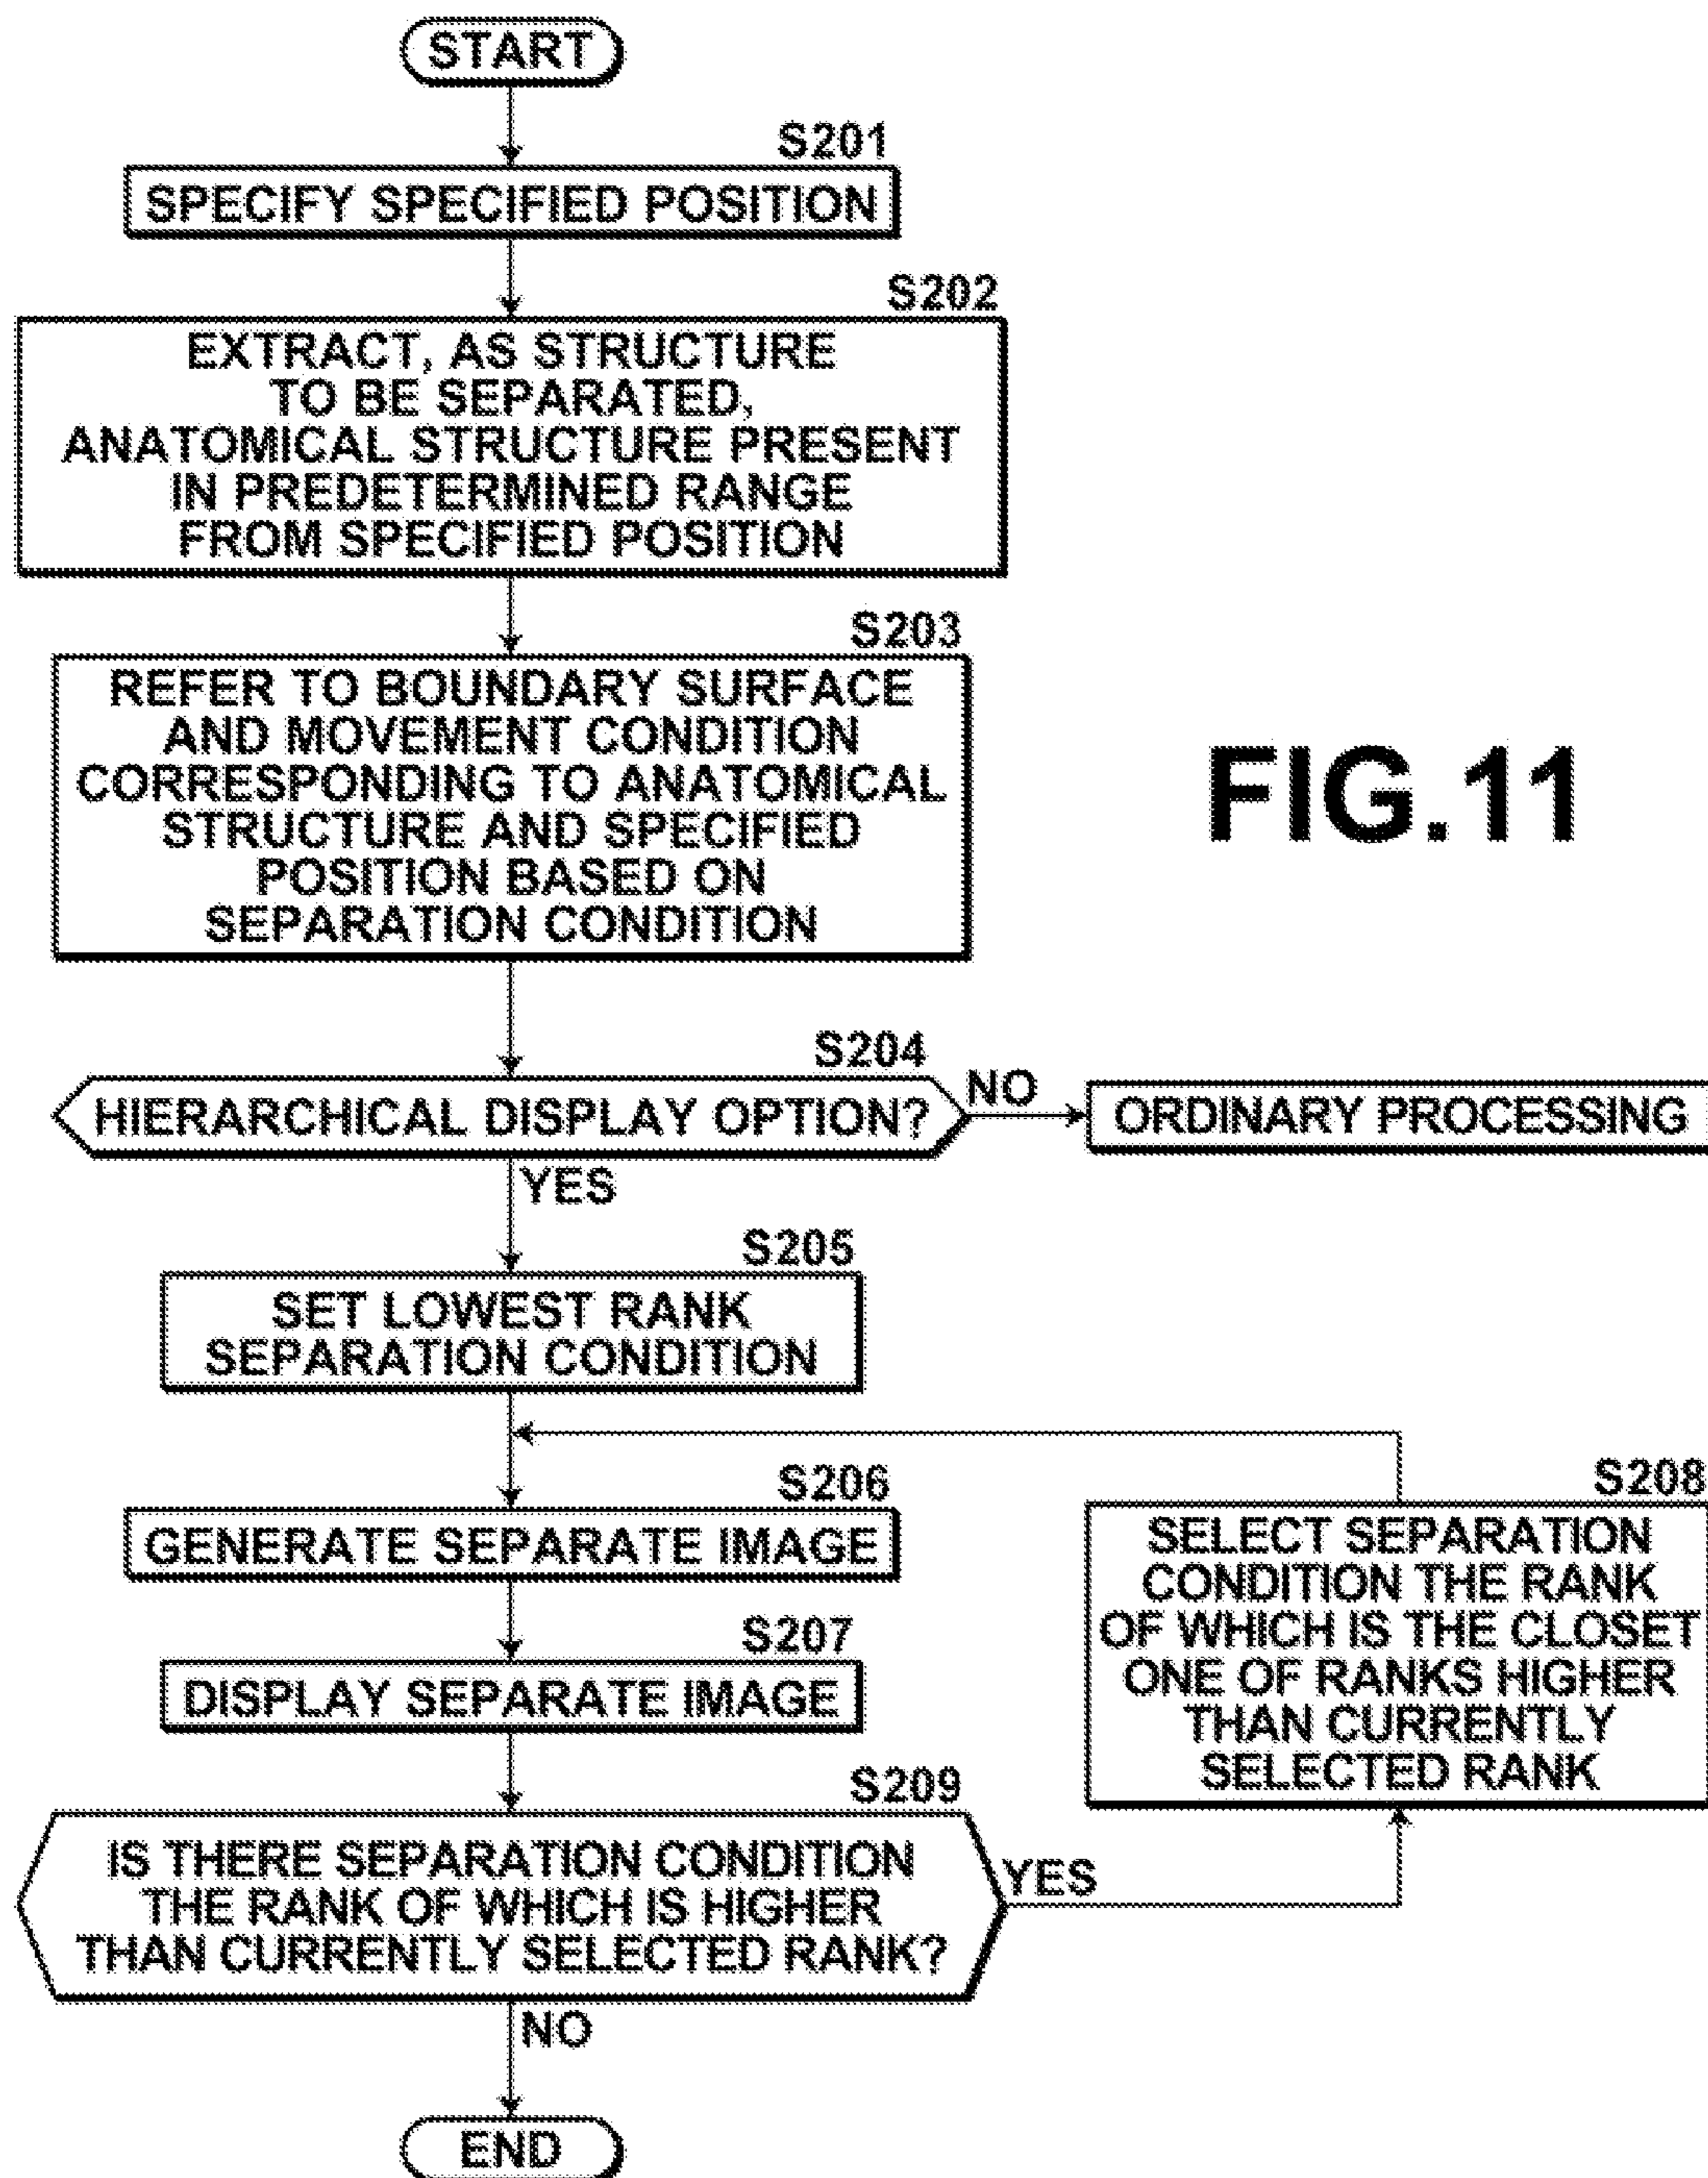 START
S201
SPECIFY SPECIFIED POSITION
S202
EXTRACT, AS STRUCTURE
TO BE SEPARATED,
ANATOMICAL STRUCTURE PRESENT
IN PREDETERMINED RANGE
FROM SPECIFIED POSITION
S203
REFER TO BOUNDARY SURFACE
AND MOVEMENT CONDITION
CORRESPONDING TO ANATOMICAL
STRUCTURE AND SPECIFIED
POSITION BASED ON
SEPARATION CONDITION
FIG.11
S204
HIERARCHICAL DISPLAY OPTION?
NO
ORDINARY PROCESSING
YES
S205
SET LOWEST RANK
SEPARATION CONDITION
S206
GENERATE SEPARATE IMAGE
S207
DISPLAY SEPARATE IMAGE
S208
SELECT SEPARATION
CONDITION THE RANK
OF WHICH IS THE CLOSET
ONE OF RANKS HIGHER
THAN CURRENTLY
SELECTED RANK
S209
IS THERE SEPARATION CONDITION
THE RANK OF WHICH IS HIGHER
THAN CURRENTLY SELECTED RANK?
YES
NO
END